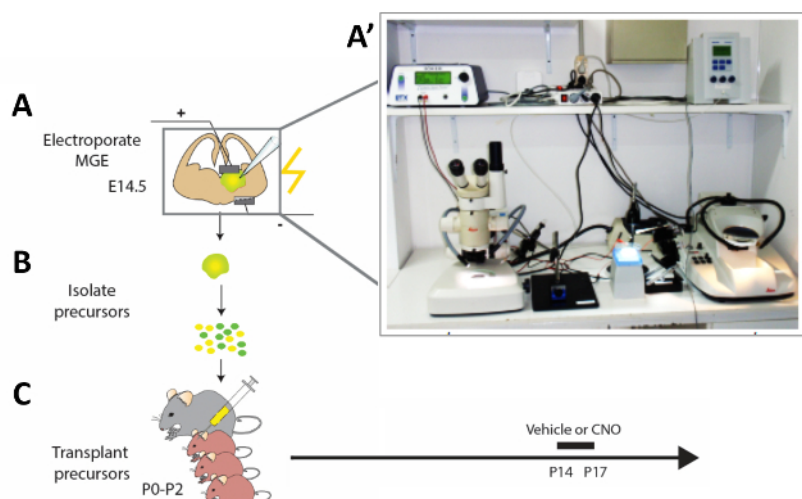 A'
A
+
Electroporate
MGE
E14.5
-
B
Isolate
precursors
C
Vehicle or CNO
Transplant
precursors
P14 P17
P0-P2